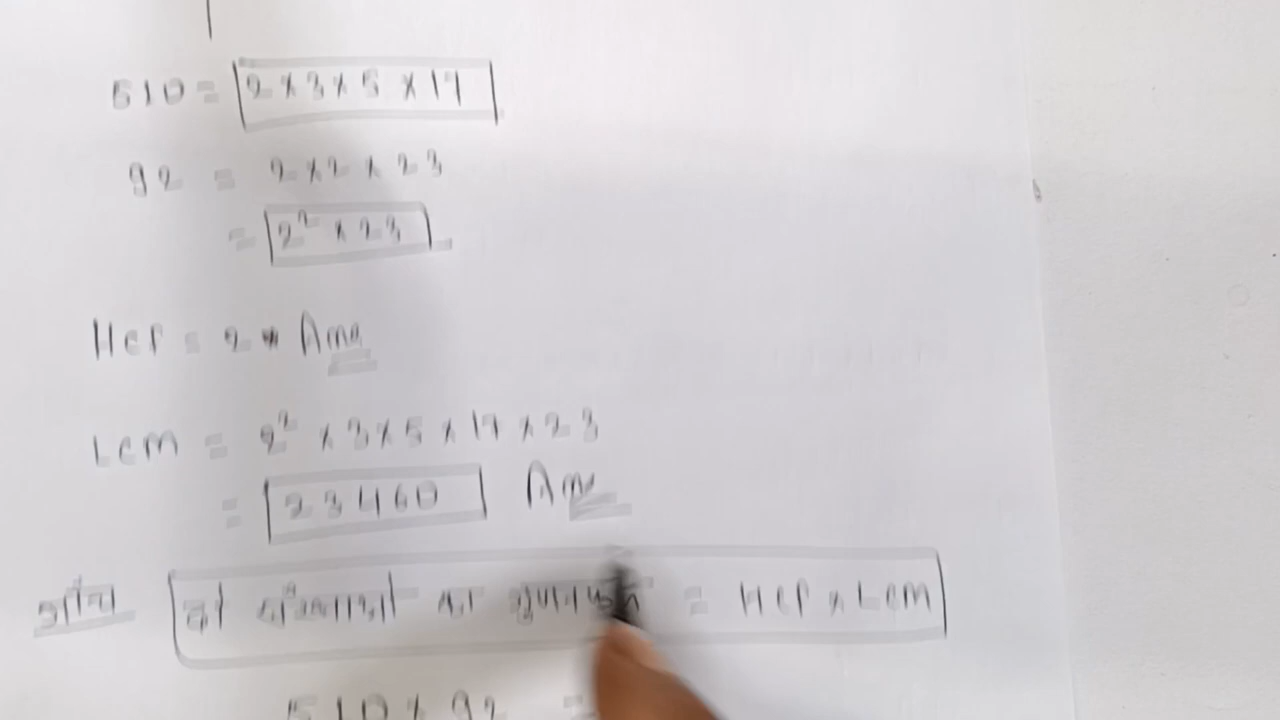 510 = 2 × 3 × 5 × 17
92 = 2 × 2 × 23
= 2² × 23
Hcf = 2 Ans
Lcm = 2² × 3 × 5 × 17 × 23
= 23460 Ans
जाँच दो संख्याओं का गुणनफल = Hcf × Lcm
510 × 92 =